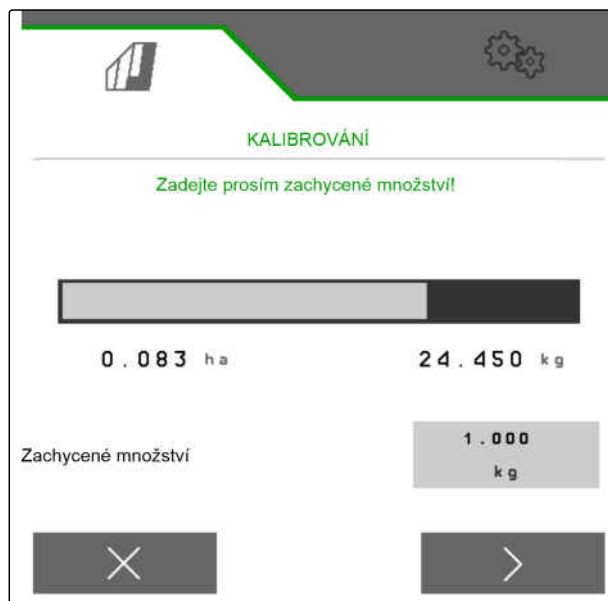 KALIBROVÁNÍ
Zadejte prosím zachycené množství!
0.083 ha 24.450 kg
Zachycené množství
1.000
kg